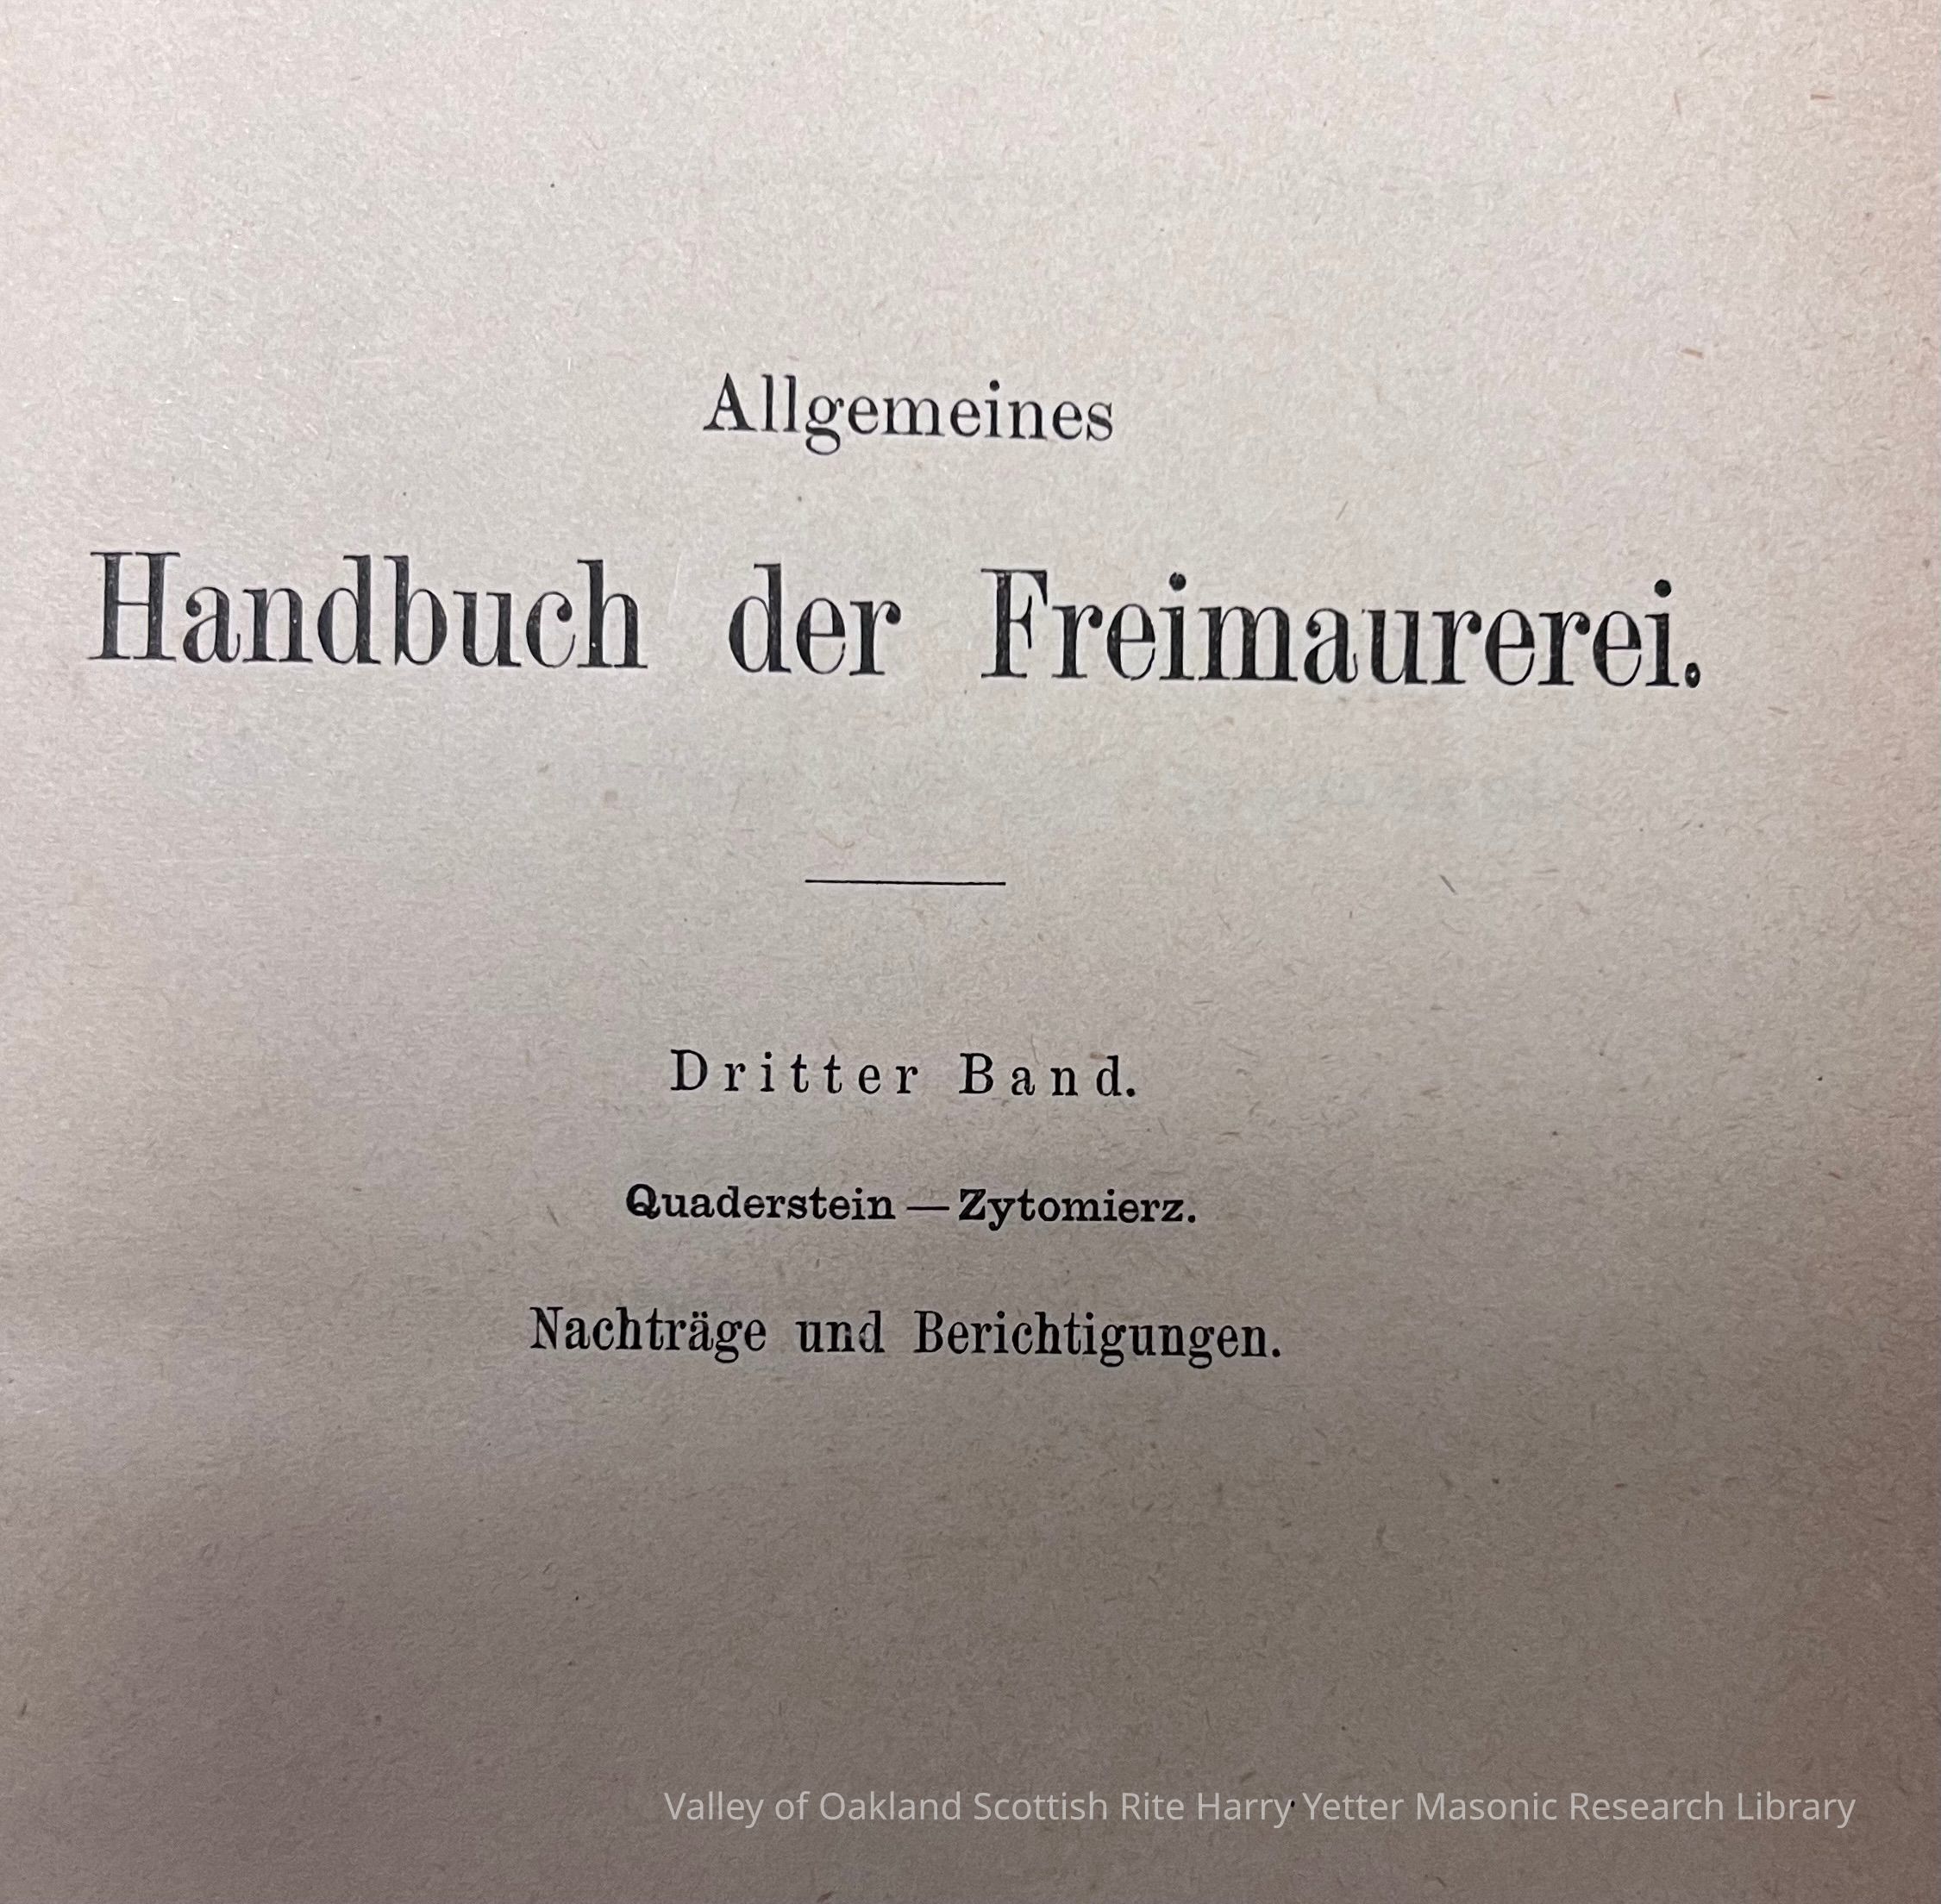 Allgemeines
Handbuch der Freimaurerei.
Dritter Band.
Quaderstein — Zytomierz.
Nachträge und Berichtigungen.
Valley of Oakland Scottish Rite Harry Yetter Masonic Research Library